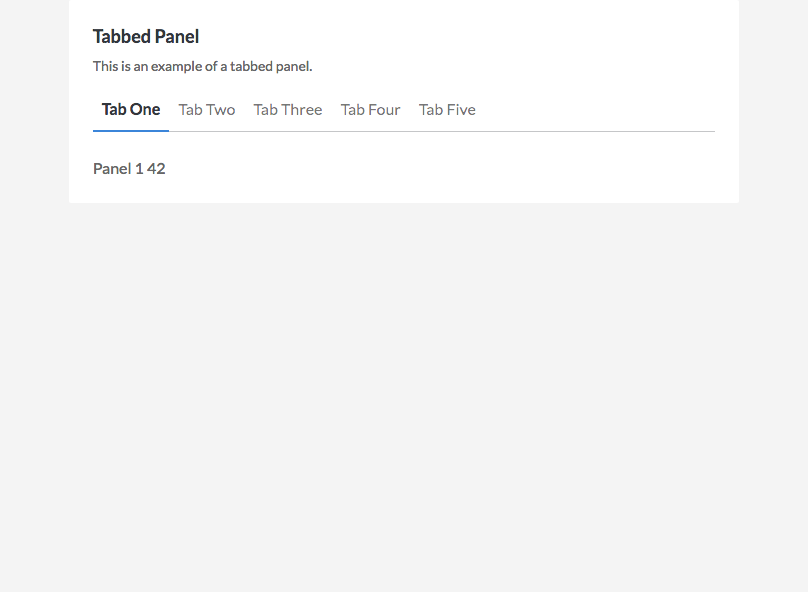 Tabbed Panel
This is an example of a tabbed panel.
Tab One Tab Two Tab Three Tab Four Tab Five
Panel 1 42